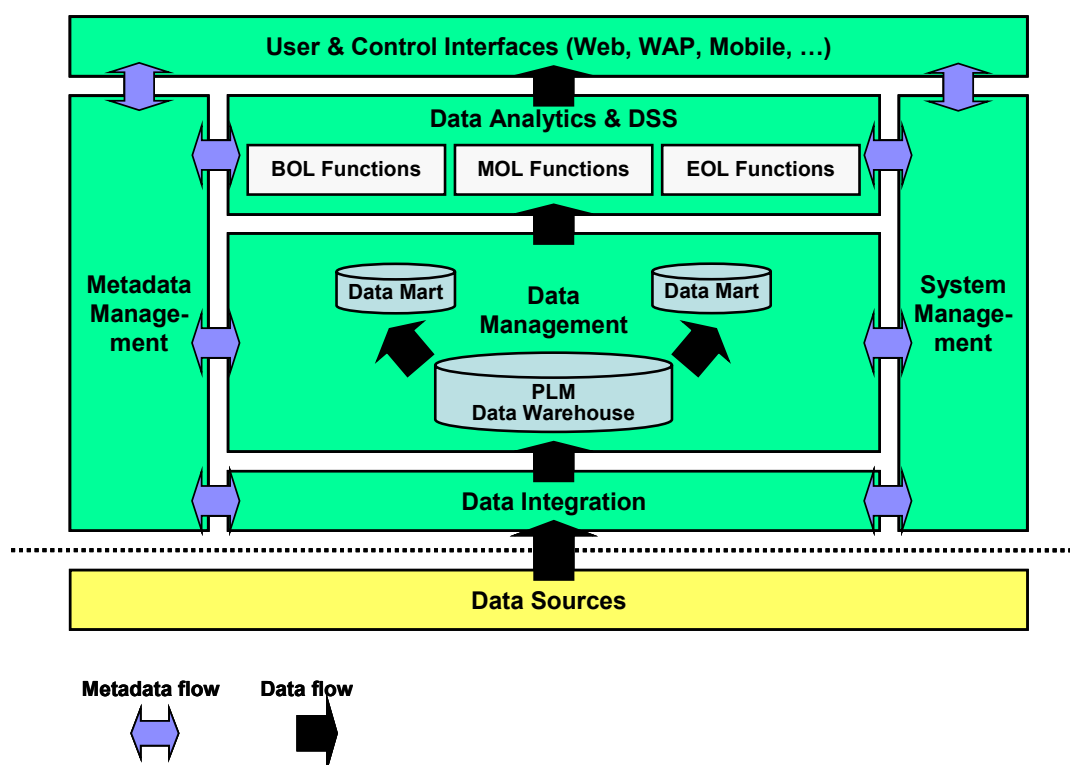 User & Control Interfaces (Web, WAP, Mobile, …)
Data Analytics & DSS
BOL Functions
MOL Functions
EOL Functions
Metadata
Manage-
ment
Data Mart
Data
Management
Data Mart
System
Manage-
ment
PLM
Data Warehouse
Data Integration
Data Sources
Metadata flow
Data flow